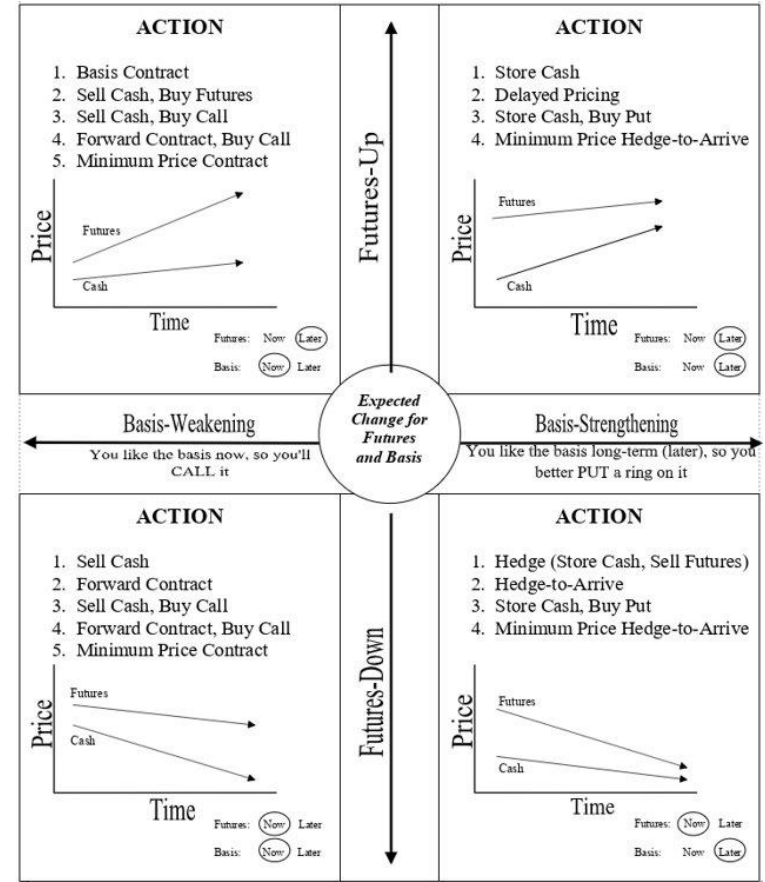 ACTION
1. Basis Contract
2. Sell Cash, Buy Futures
3. Sell Cash, Buy Call
4. Forward Contract, Buy Call
5. Minimum Price Contract
Price
Futures
Cash
Time
Futures: Now Later
Basis: Now Later
Futures-Up
ACTION
1. Store Cash
2. Delayed Pricing
3. Store Cash, Buy Put
4. Minimum Price Hedge-to-Arrive
Price
Futures
Cash
Time
Futures: Now Later
Basis: Now Later
Basis-Weakening
You like the basis now, so you'll
CALL it
Expected
Change for
Futures
and Basis
Basis-Strengthening
You like the basis long-term (later), so you
better PUT a ring on it
ACTION
1. Sell Cash
2. Forward Contract
3. Sell Cash, Buy Call
4. Forward Contract, Buy Call
5. Minimum Price Contract
Price
Futures
Cash
Time
Futures: Now Later
Basis: Now Later
Futures-Down
ACTION
1. Hedge (Store Cash, Sell Futures)
2. Hedge-to-Arrive
3. Store Cash, Buy Put
4. Minimum Price Hedge-to-Arrive
Price
Futures
Cash
Time
Futures: Now Later
Basis: Now Later